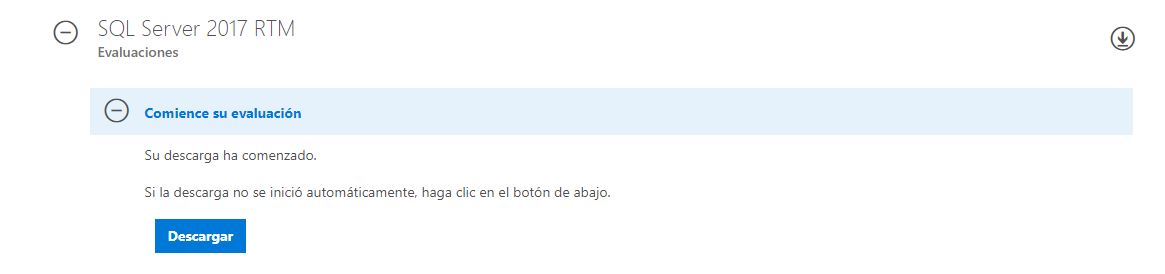 SQL Server 2017 RTM
Evaluaciones
Comience su evaluación
Su descarga ha comenzado.
Si la descarga no se inició automáticamente, haga clic en el botón de abajo.
Descargar